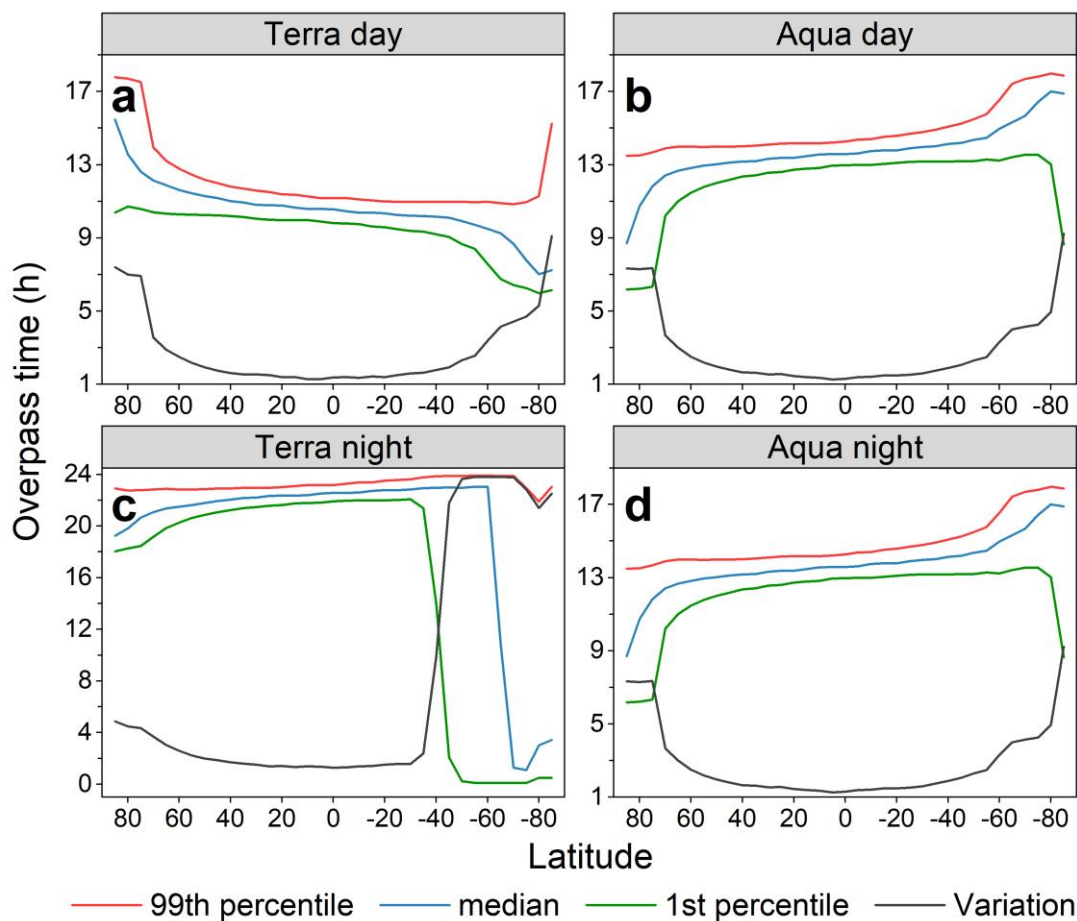 Terra day
Aqua day
a
b
17
13
9
5
1
17
13
9
5
1
80 60 40 20 0 -20 -40 -60 -80
80 60 40 20 0 -20 -40 -60 -80
Overpass time (h)
Terra night
Aqua night
c
d
24
20
16
12
8
4
0
17
13
9
5
1
80 60 40 20 0 -20 -40 -60 -80
80 60 40 20 0 -20 -40 -60 -80
Latitude
99th percentile median 1st percentile Variation